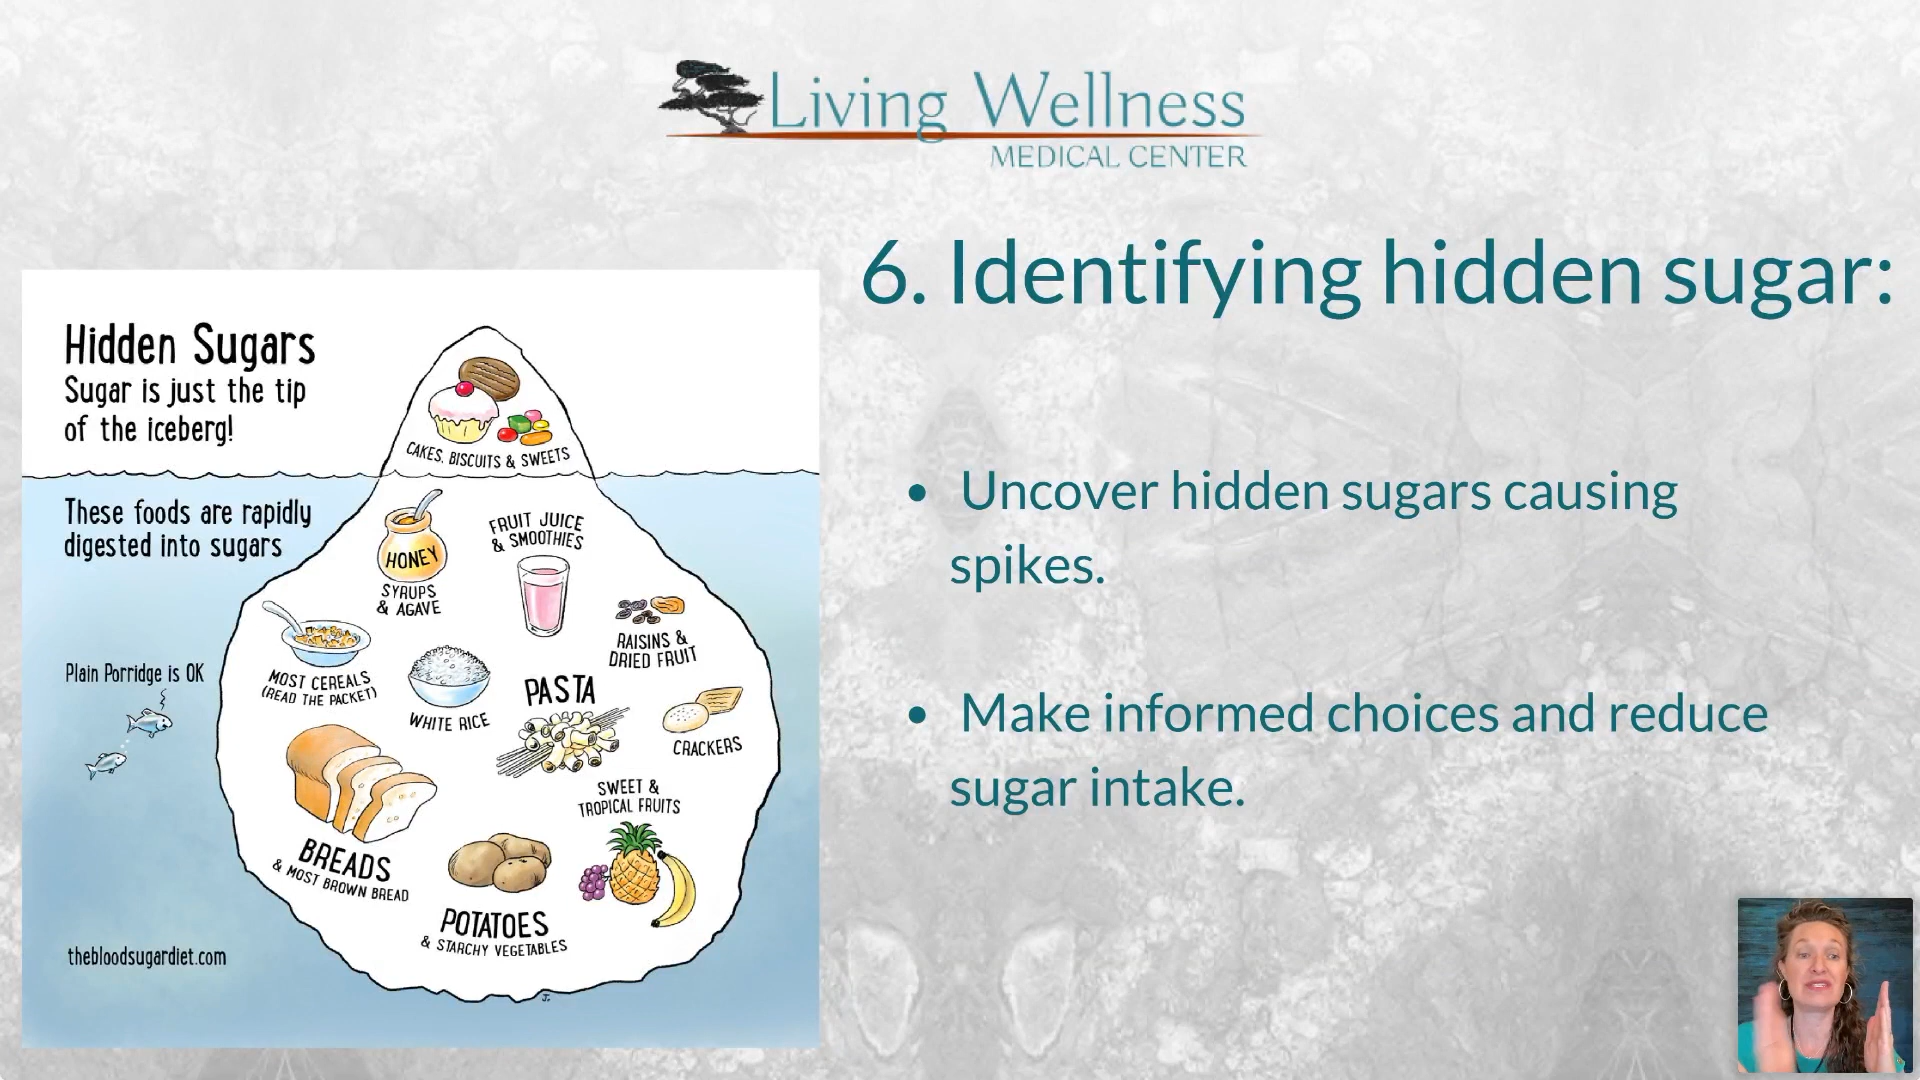 Living Wellness
MEDICAL CENTER
6. Identifying hidden sugar:
• Uncover hidden sugars causing
spikes.
• Make informed choices and reduce
sugar intake.
Hidden Sugars
Sugar is just the tip
of the iceberg!
CAKES, BISCUITS & SWEETS
These foods are rapidly
digested into sugars
HONEY
SYRUPS
& AGAVE
FRUIT JUICE
& SMOOTHIES
RAISINS &
DRIED FRUIT
Plain Porridge is OK
MOST CEREALS
(READ THE PACKET)
WHITE RICE
PASTA
CRACKERS
SWEET &
TROPICAL FRUITS
BREADS
& MOST BROWN BREAD
POTATOES
& STARCHY VEGETABLES
thebloodsugardiet.com